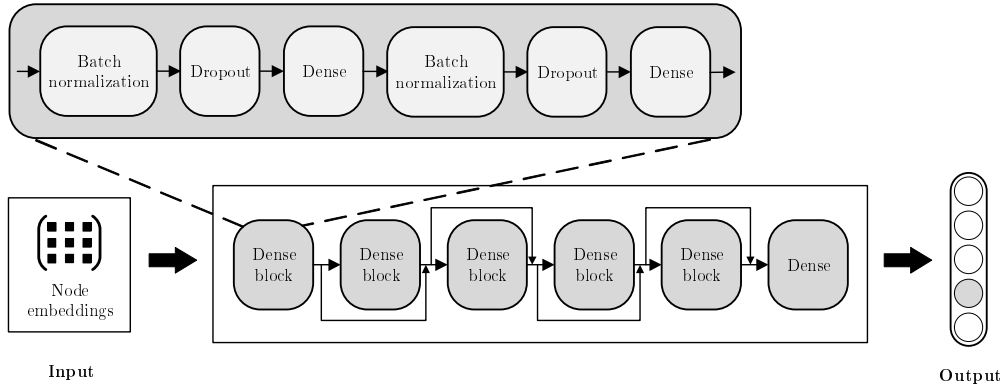 Batch
normalization
Dropout
Dense
Batch
normalization
Dropout
Dense
Node
embeddings
Dense
block
Dense
block
Dense
block
Dense
block
Dense
block
Dense
Input
Output